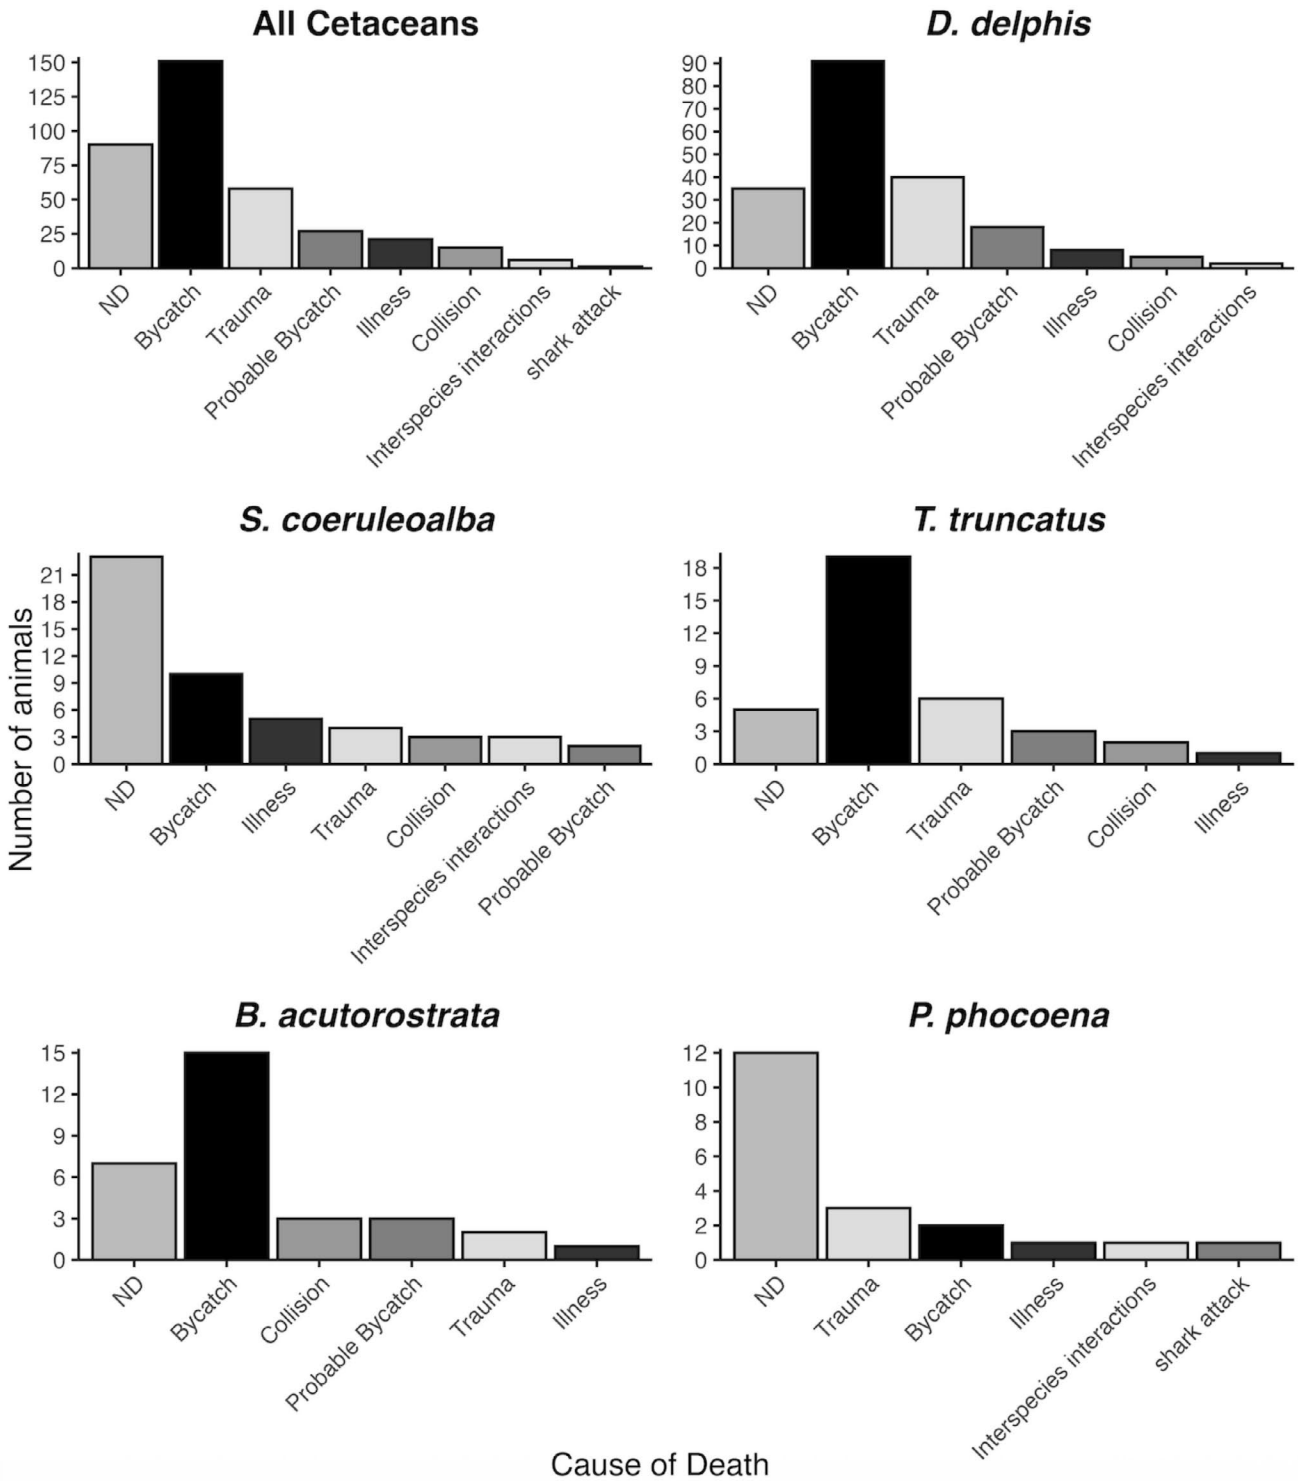 All Cetaceans
150
125
100
75
50
25
0
ND
Bycatch
Trauma
Probable Bycatch
Illness
Collision
Interspecies interactions
shark attack
D. delphis
90
80
70
60
50
40
30
20
10
0
ND
Bycatch
Trauma
Probable Bycatch
Illness
Collision
Interspecies interactions
Number of animals
S. coeruleoalba
21
18
15
12
9
6
3
0
ND
Bycatch
Illness
Trauma
Collision
Interspecies interactions
Probable Bycatch
T. truncatus
18
15
12
9
6
3
0
ND
Bycatch
Trauma
Probable Bycatch
Collision
Illness
B. acutorostrata
15
12
9
6
3
0
ND
Bycatch
Collision
Probable Bycatch
Trauma
Illness
P. phocoena
12
10
8
6
4
2
0
ND
Trauma
Bycatch
Illness
Interspecies interactions
shark attack
Cause of Death